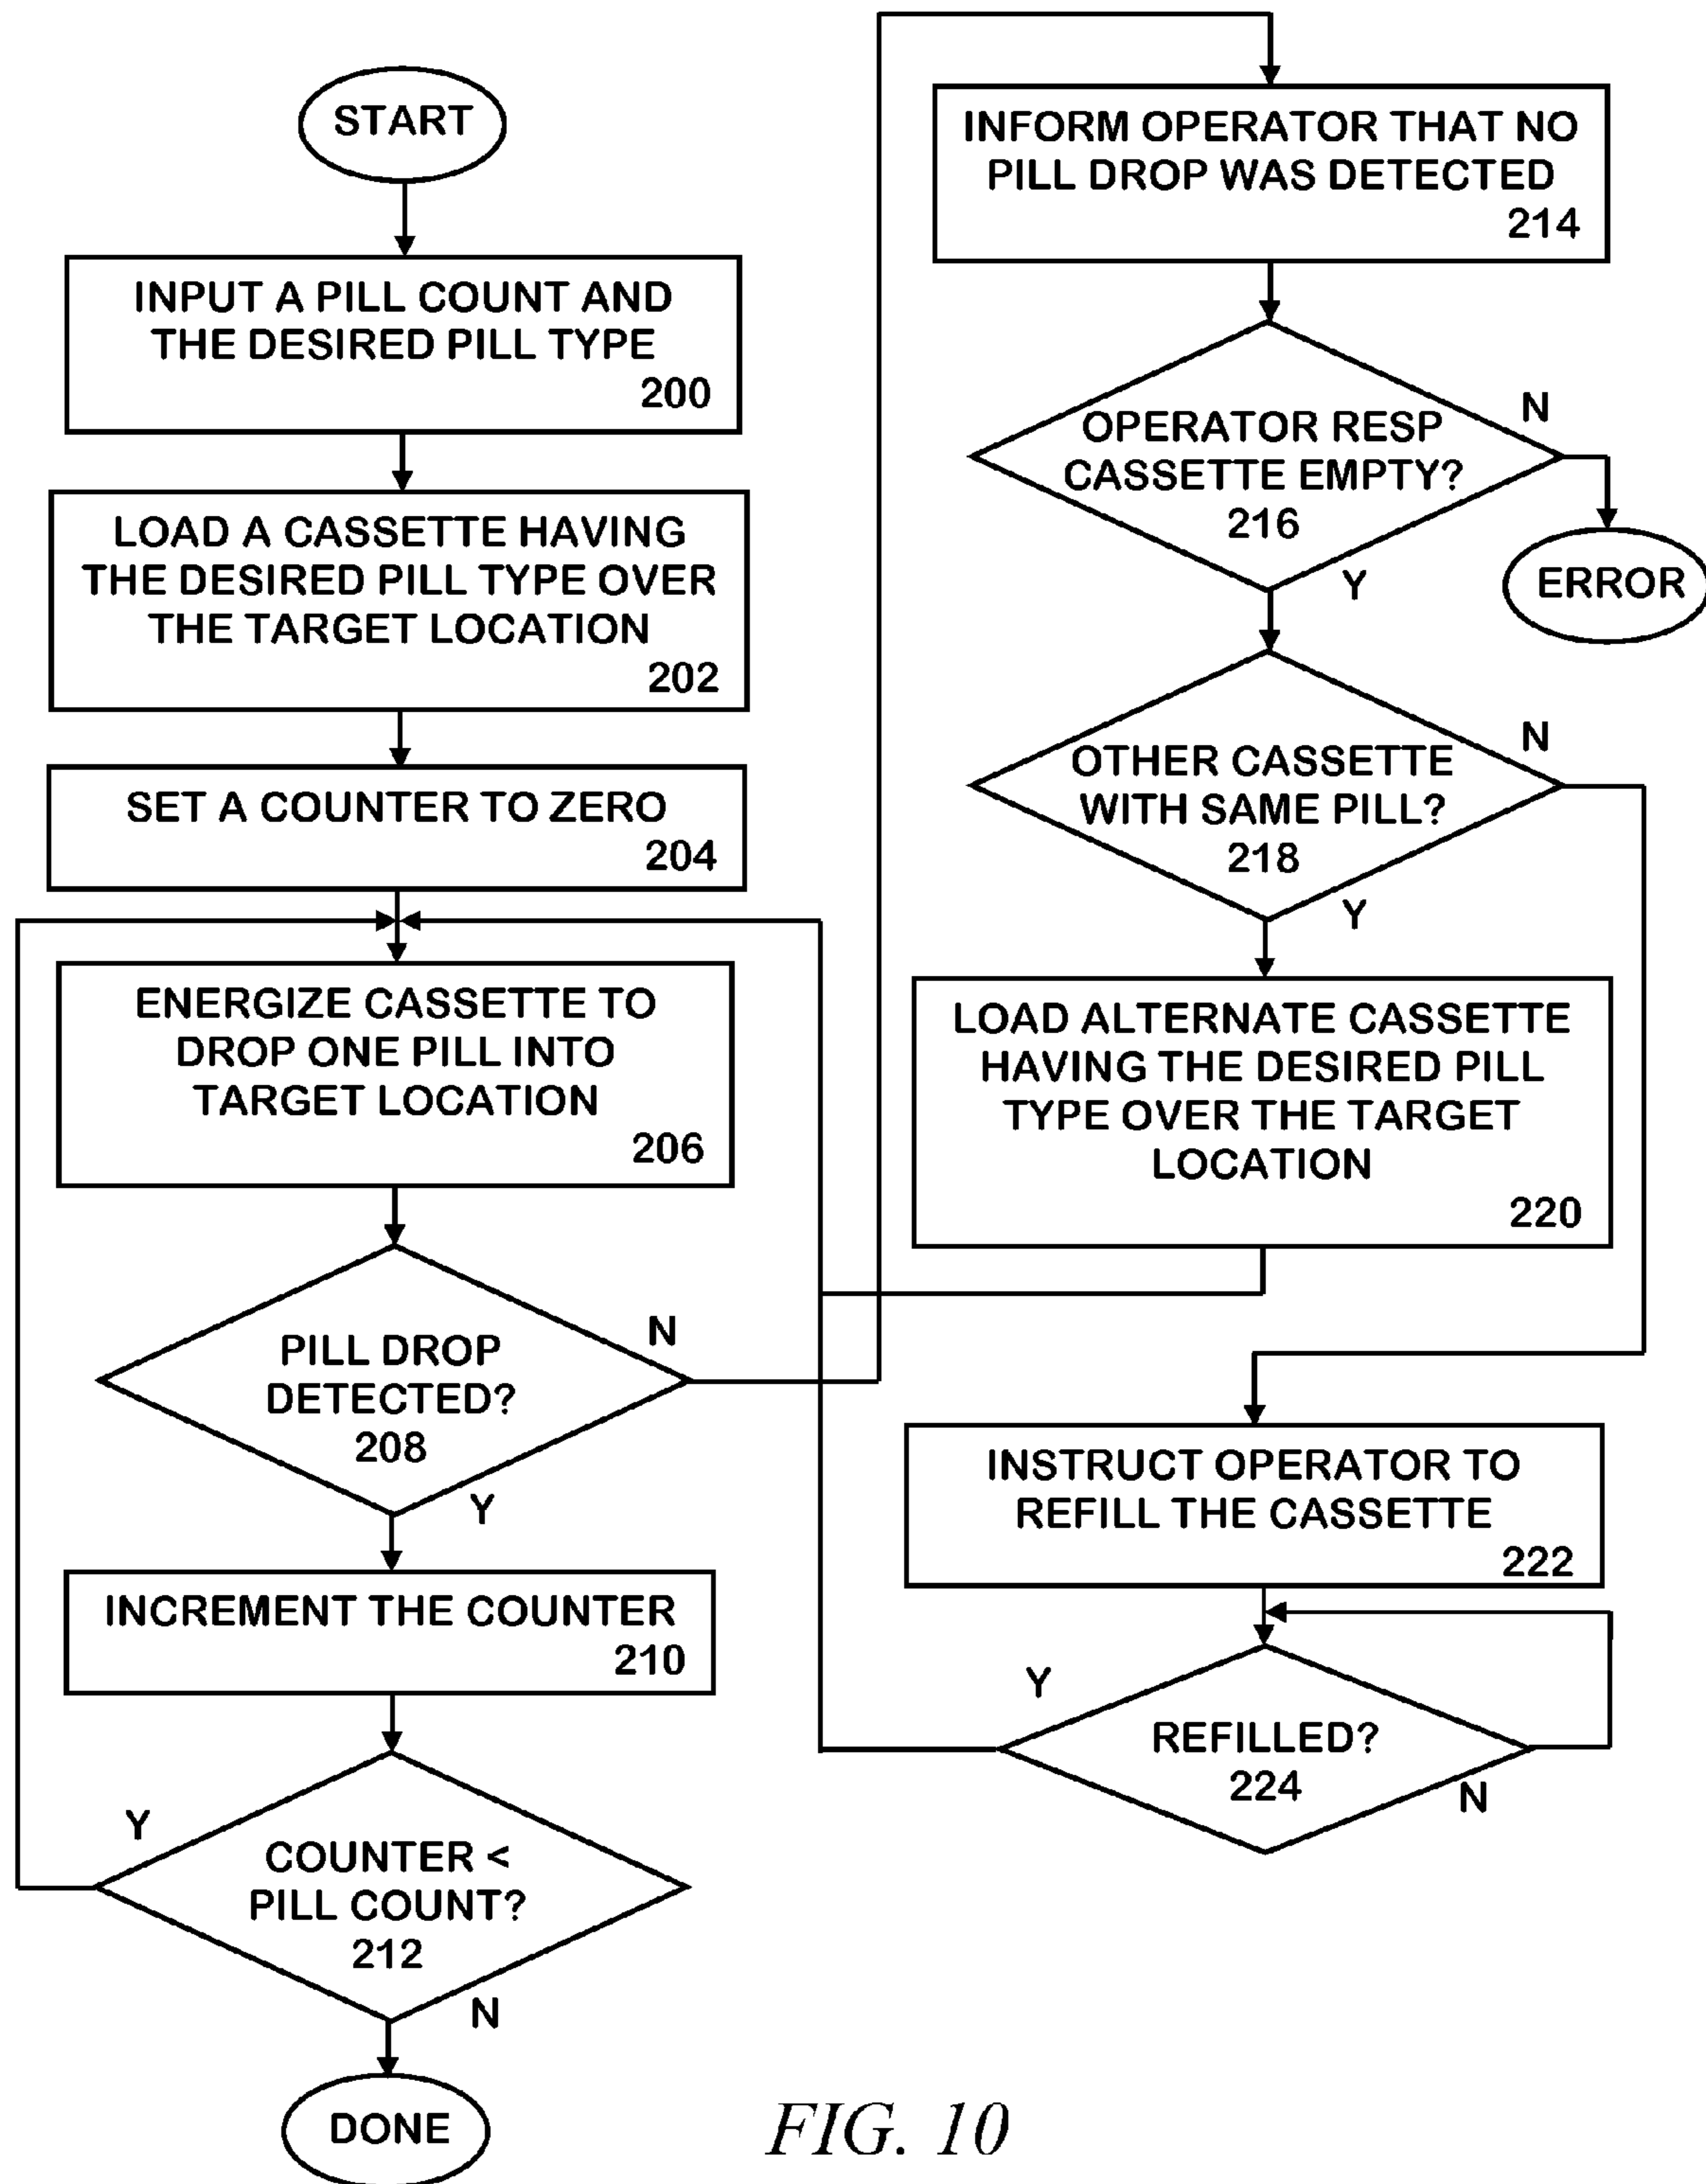 START
INPUT A PILL COUNT AND
THE DESIRED PILL TYPE
200
LOAD A CASSETTE HAVING
THE DESIRED PILL TYPE OVER
THE TARGET LOCATION
202
SET A COUNTER TO ZERO
204
ENERGIZE CASSETTE TO
DROP ONE PILL INTO
TARGET LOCATION
206
PILL DROP
DETECTED?
208
N
Y
INCREMENT THE COUNTER
210
Y
COUNTER <
PILL COUNT?
212
N
DONE
INFORM OPERATOR THAT NO
PILL DROP WAS DETECTED
214
N
OPERATOR RESP
CASSETTE EMPTY?
216
Y
ERROR
N
OTHER CASSETTE
WITH SAME PILL?
218
Y
LOAD ALTERNATE CASSETTE
HAVING THE DESIRED PILL
TYPE OVER THE TARGET
LOCATION
220
INSTRUCT OPERATOR TO
REFILL THE CASSETTE
222
Y
REFILLED?
224
N
FIG. 10